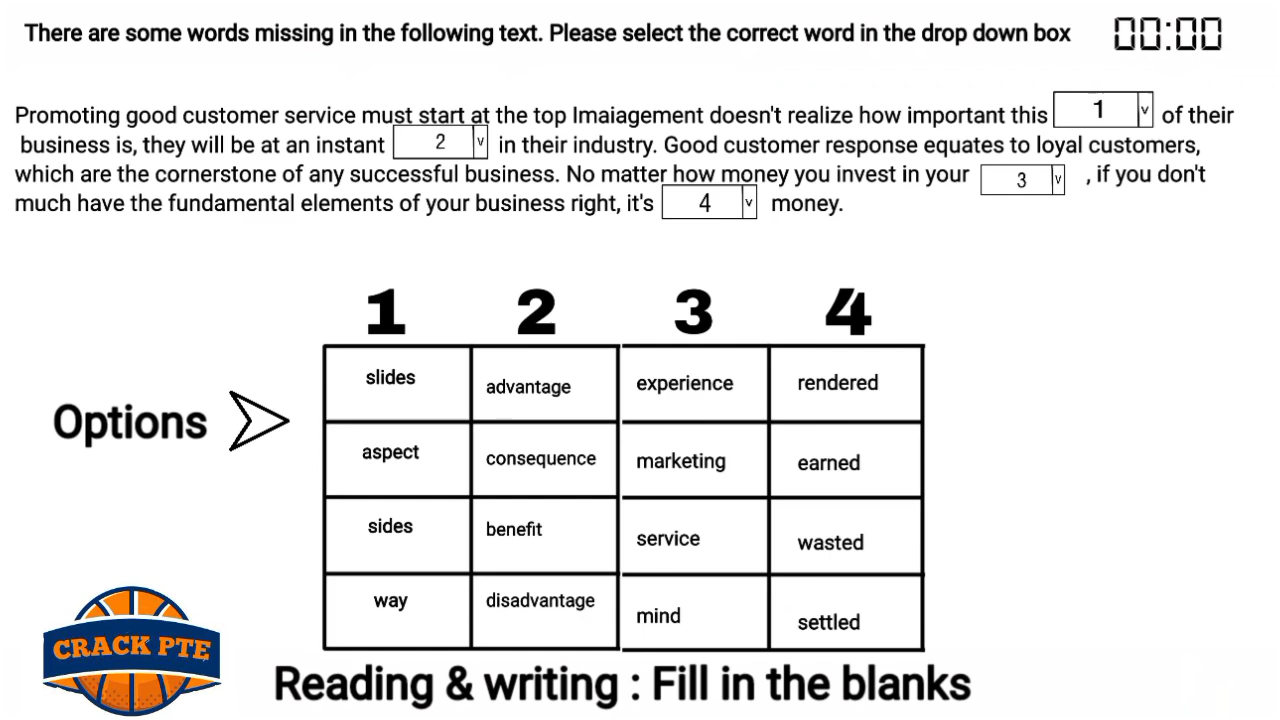 There are some words missing in the following text. Please select the correct word in the drop down box 00:00
Promoting good customer service must start at the top Imaiagement doesn't realize how important this 1 v of their
business is, they will be at an instant 2 v in their industry. Good customer response equates to loyal customers,
which are the cornerstone of any successful business. No matter how money you invest in your 3 v , if you don't
much have the fundamental elements of your business right, it's 4 v money.
1 2 3 4
slides advantage experience rendered
Options
aspect consequence marketing earned
sides benefit service wasted
way disadvantage mind settled
CRACK PTE
Reading & writing : Fill in the blanks